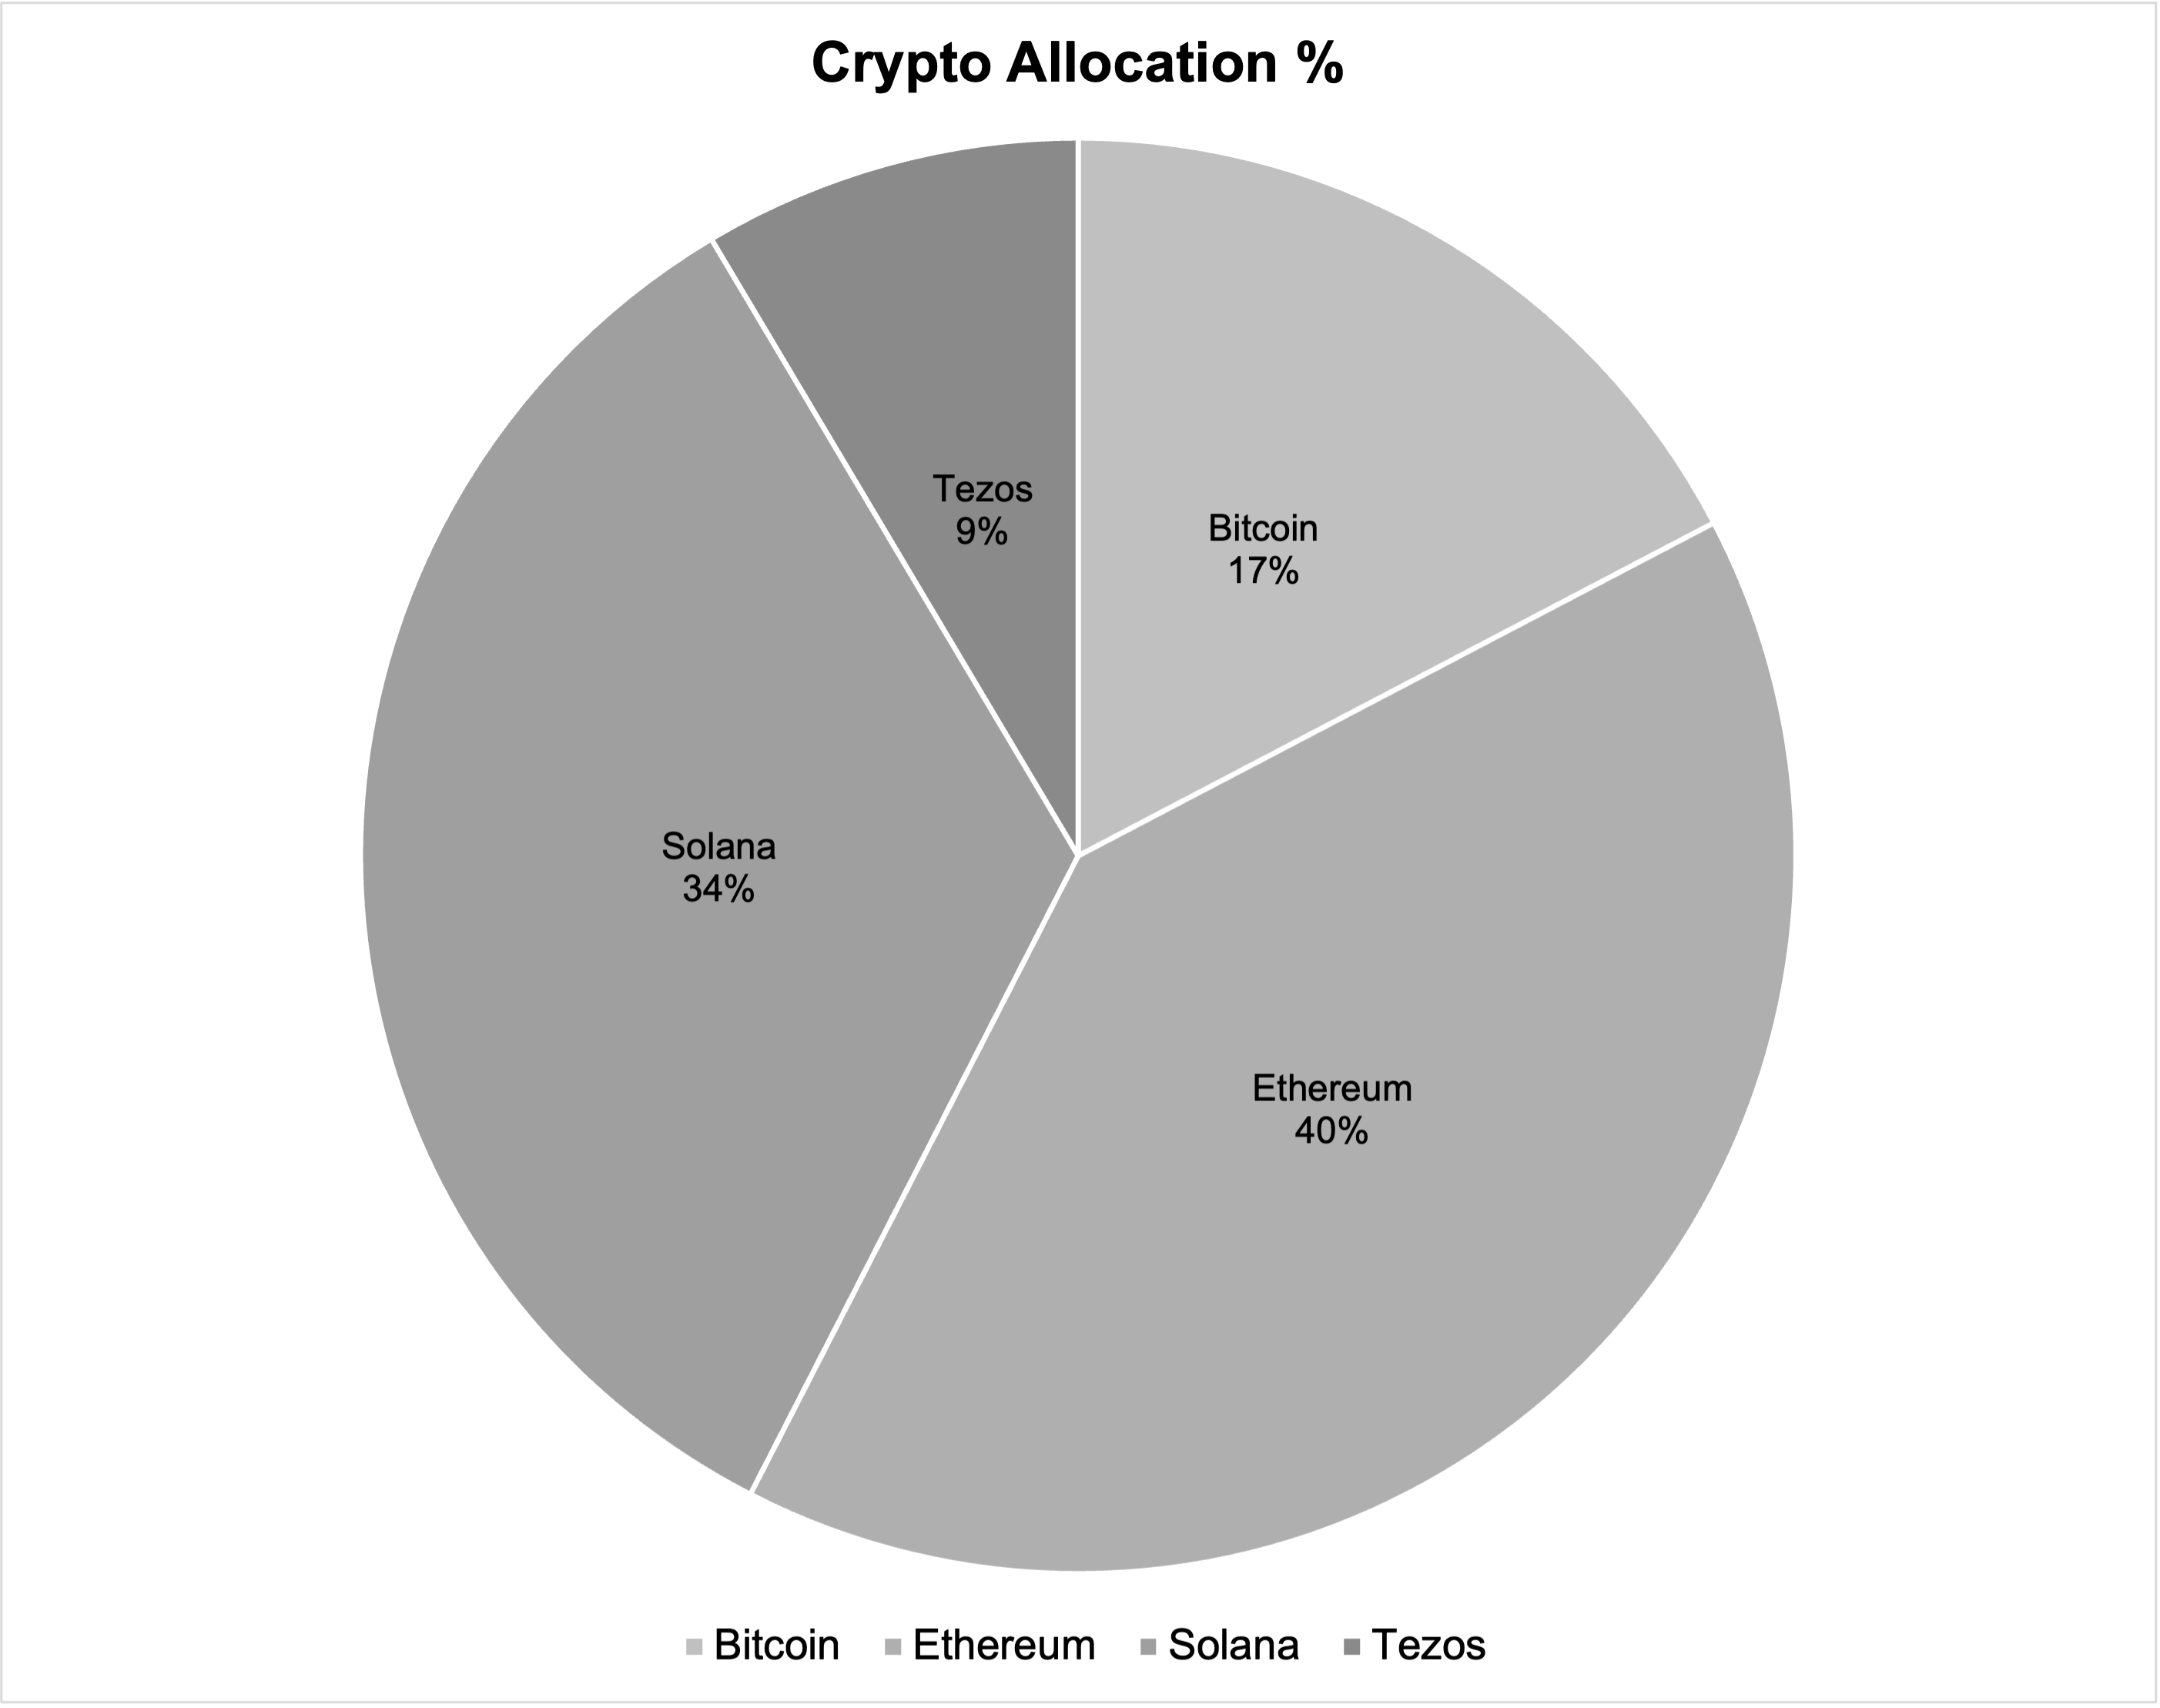 Crypto Allocation %
Tezos
9%
Bitcoin
17%
Solana
34%
Ethereum
40%
Bitcoin Ethereum Solana Tezos